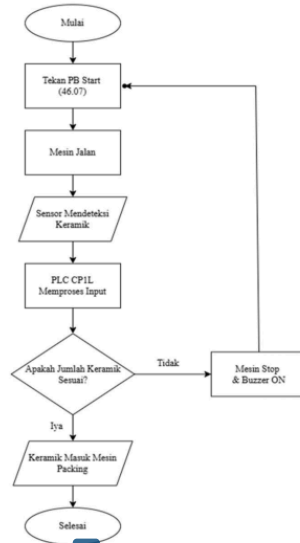 Mulai
Tekan PB Start
(46.07)
Mesin Jalan
Sensor Mendeteksi
Keramik
PLC CP1L
Memproses Input
Apakah Jumlah Keramik
Sesuai?
Tidak
Mesin Stop
& Buzzer ON
Iya
Keramik Masuk Mesin
Packing
Selesai